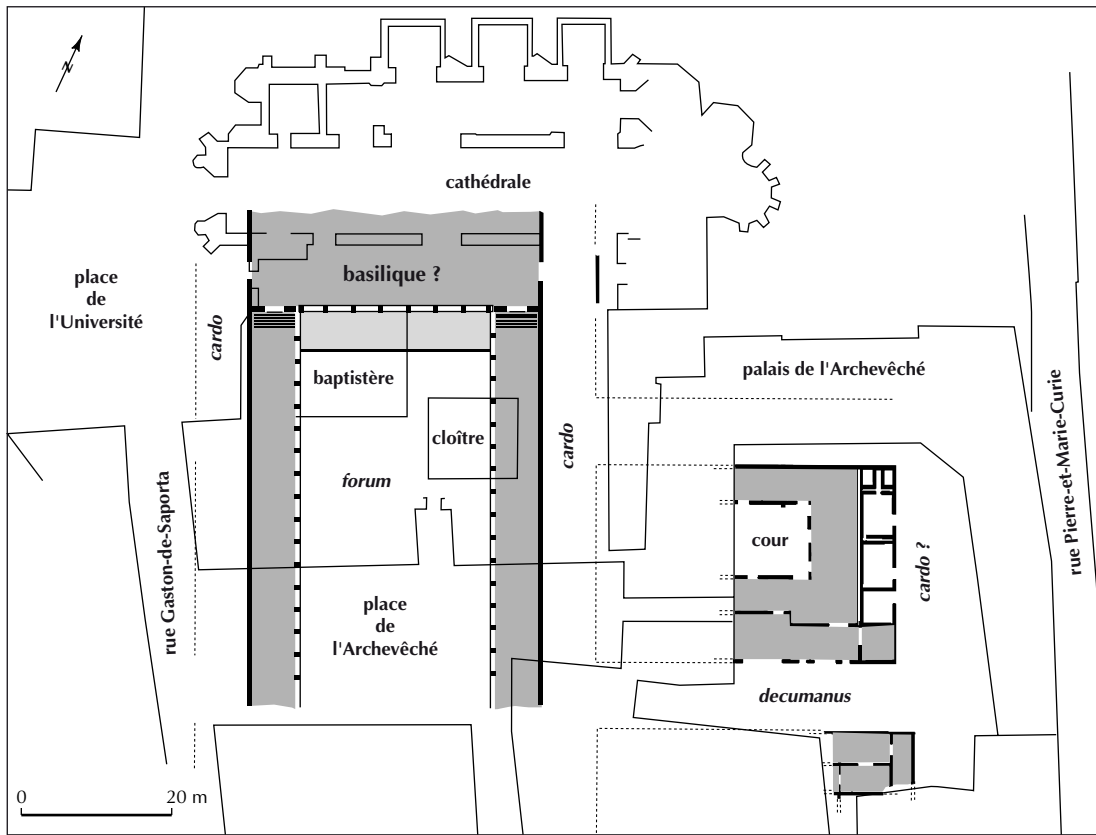 N
cathédrale
basilique ?
place
de
l'Université
cardo
baptistère
palais de l'Archevêché
cloître
cardo
forum
cour
cardo ?
rue Pierre-et-Marie-Curie
rue Gaston-de-Saporta
place
de
l'Archevêché
decumanus
0 20 m